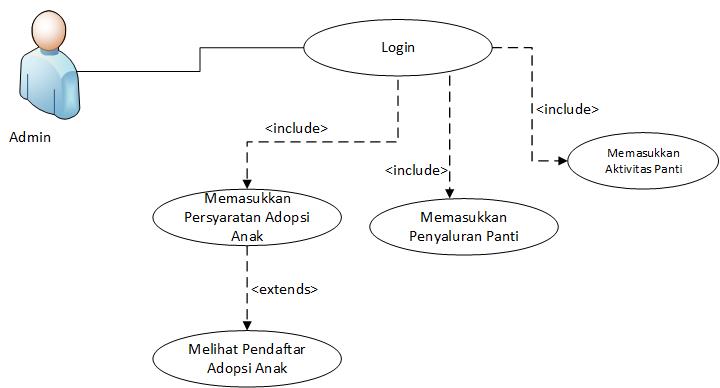 Login
Admin
<include>
<include>
<include>
Memasukkan
Aktivitas Panti
Memasukkan
Persyaratan Adopsi
Anak
Memasukkan
Penyaluran Panti
<extends>
Melihat Pendaftar
Adopsi Anak